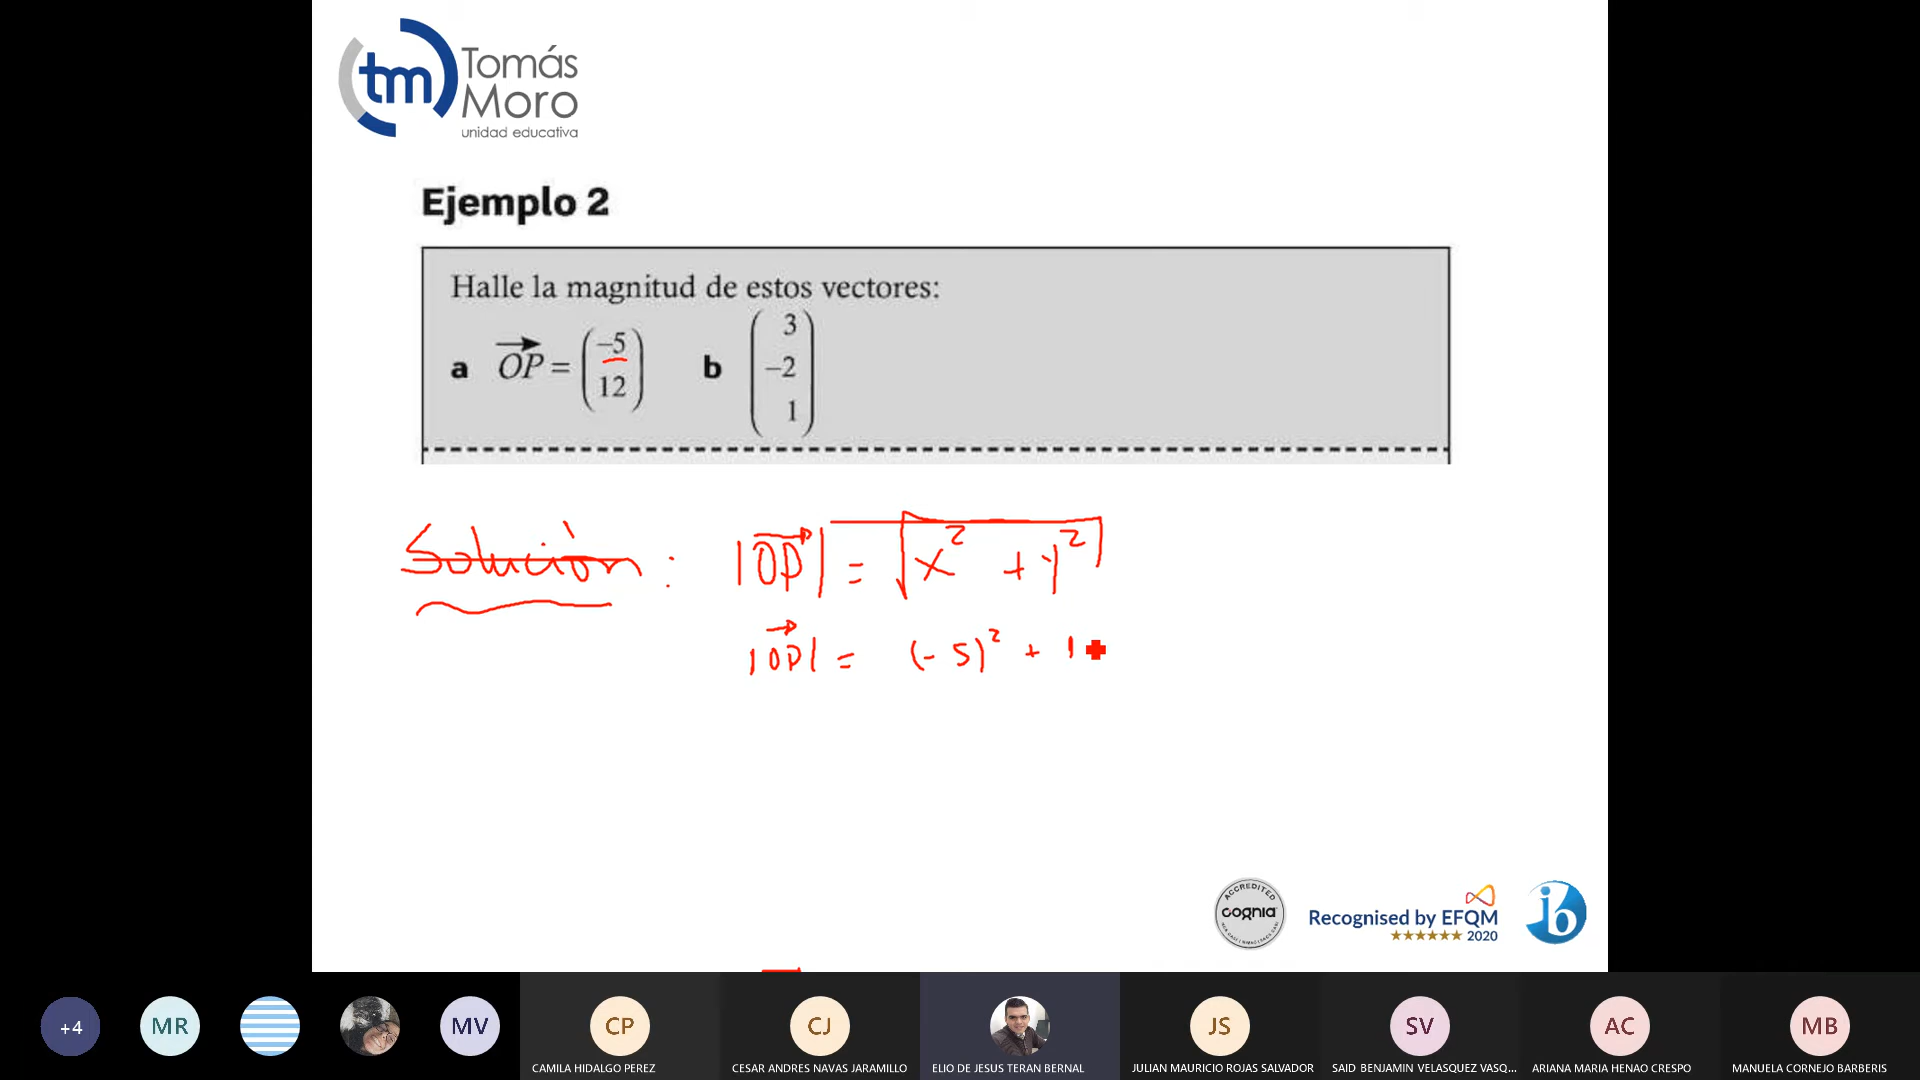 tm Tomás
Moro
unidad educativa
Ejemplo 2
Halle la magnitud de estos vectores:
a OP = (−5 12) b (3 −2 1)
Solución : |OP| = √x² + y²
|OP| = (-5)² + 1
ACCREDITED
cognia
Recognised by EFQM
★★★★★★ 2020
ib
+4 MR MV CP CJ JS SV AC MB
CAMILA HIDALGO PEREZ CESAR ANDRES NAVAS JARAMILLO ELIO DE JESUS TERAN BERNAL JULIAN MAURICIO ROJAS SALVADOR SAID BENJAMIN VELASQUEZ VASQ... ARIANA MARIA HENAO CRESPO MANUELA CORNEJO BARBERIS